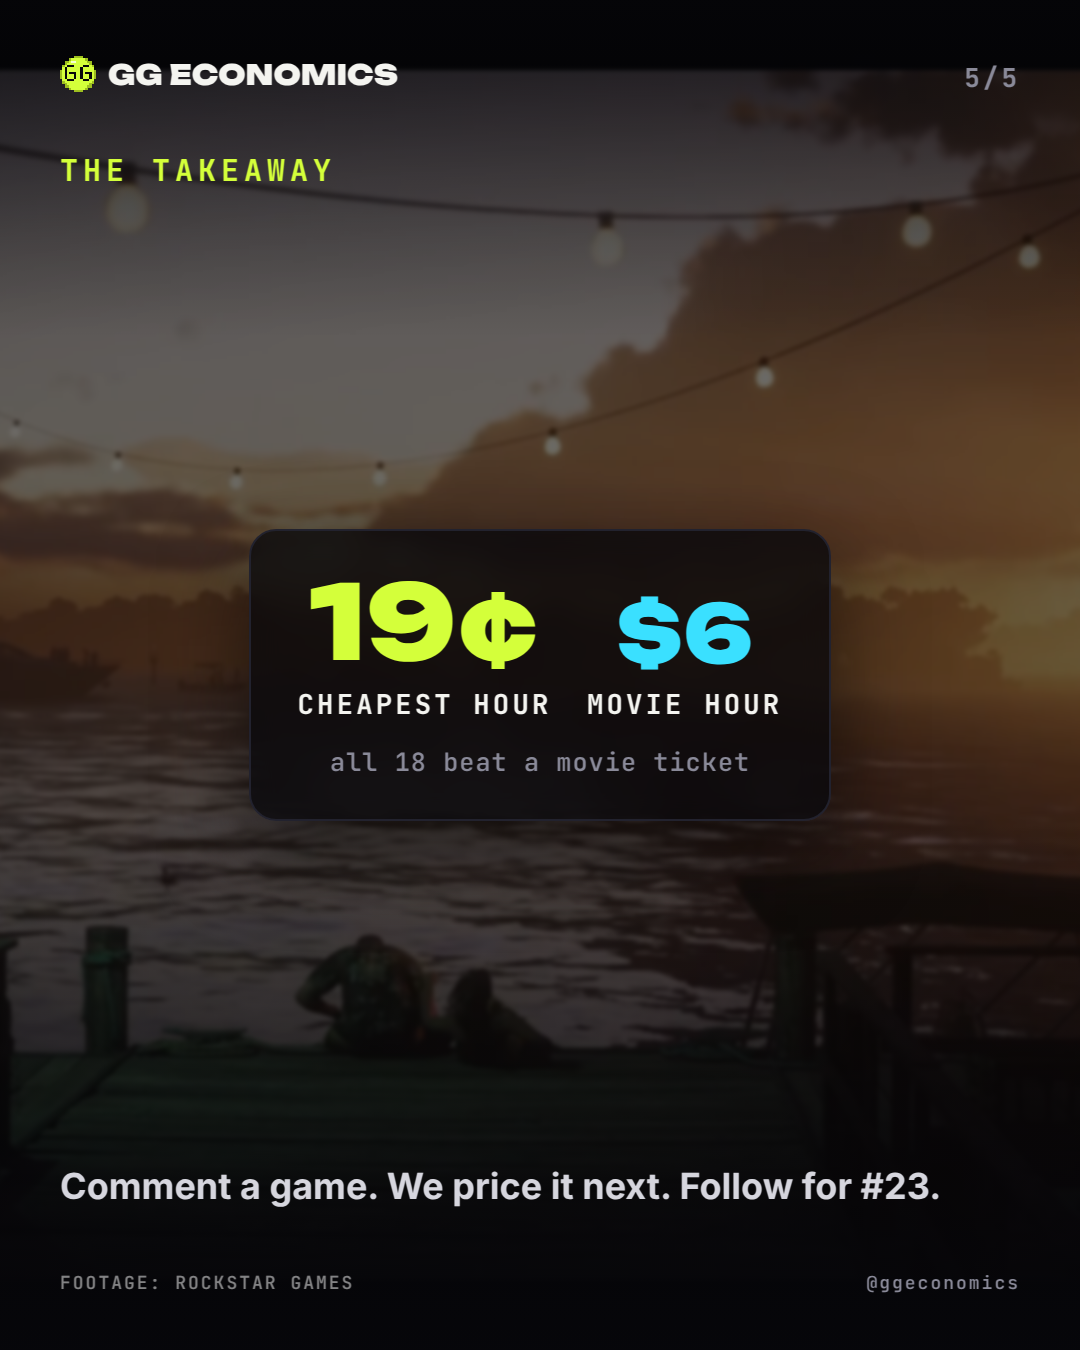 GG GG ECONOMICS
5/5
THE TAKEAWAY
19¢ $6
CHEAPEST HOUR MOVIE HOUR
all 18 beat a movie ticket
Comment a game. We price it next. Follow for #23.
FOOTAGE: ROCKSTAR GAMES
@ggeconomics